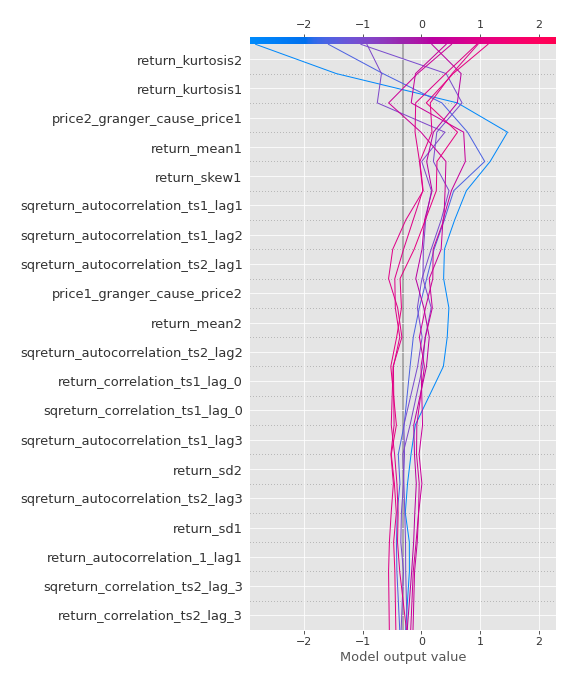 −2 −1 0 1 2
return_kurtosis2
return_kurtosis1
price2_granger_cause_price1
return_mean1
return_skew1
sqreturn_autocorrelation_ts1_lag1
sqreturn_autocorrelation_ts1_lag2
sqreturn_autocorrelation_ts2_lag1
price1_granger_cause_price2
return_mean2
sqreturn_autocorrelation_ts2_lag2
return_correlation_ts1_lag_0
sqreturn_correlation_ts1_lag_0
sqreturn_autocorrelation_ts1_lag3
return_sd2
sqreturn_autocorrelation_ts2_lag3
return_sd1
return_autocorrelation_1_lag1
sqreturn_correlation_ts2_lag_3
return_correlation_ts2_lag_3
−2 −1 0 1 2
Model output value